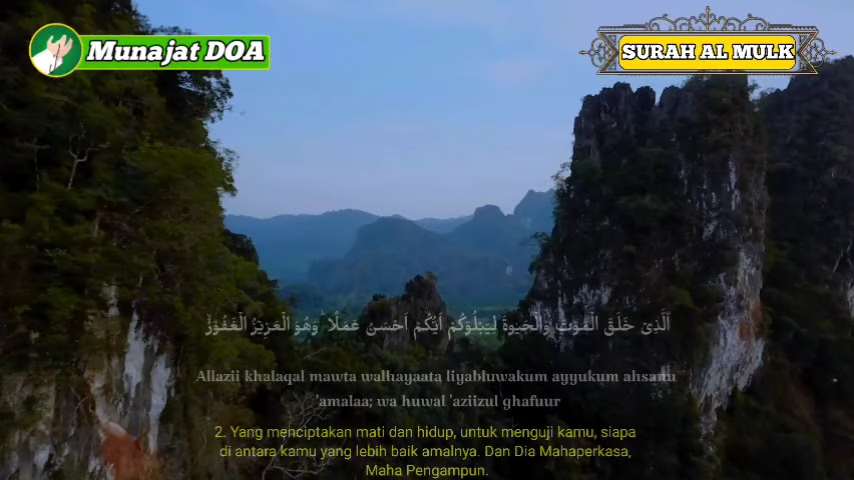 Munajat DOA
SURAH AL MULK
الَّذِيْ خَلَقَ الْمَوْتَ وَالْحَيٰوةَ لِيَبْلُوَكُمْ اَيُّكُمْ اَحْسَنُ عَمَلًاۗ وَهُوَ الْعَزِيْزُ الْغَفُوْرُۙ
Allazii khalaqal mawta walhayaata liyabluwakum ayyukum ahsanu
'amalaa; wa huwal 'aziizul ghafuur
2. Yang menciptakan mati dan hidup, untuk menguji kamu, siapa
di antara kamu yang lebih baik amalnya. Dan Dia Mahaperkasa,
Maha Pengampun.